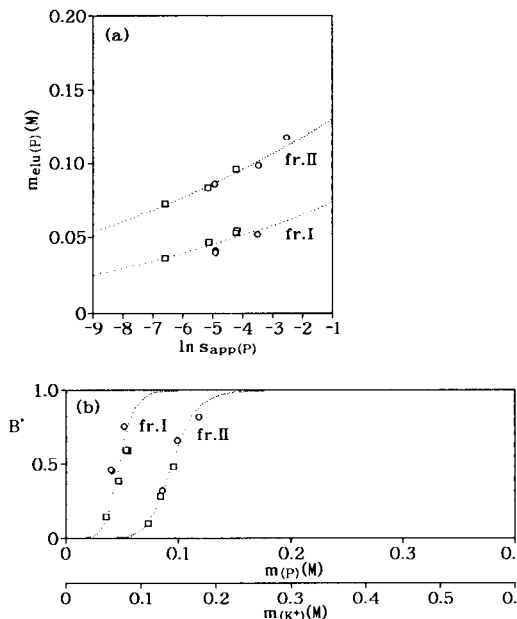 (a)
0.20
0.15
0.10
0.05
0
m elu(P) (M)
fr.II
fr.I
-9 -8 -7 -6 -5 -4 -3 -2 -1
ln s app(P)
(b)
1.0
0.5
0
B*
fr.I
fr.II
0 0.1 0.2 0.3 0.
m (P) (M)
0 0.1 0.2 0.3 0.4 0.5 0.
m (K+) (M)